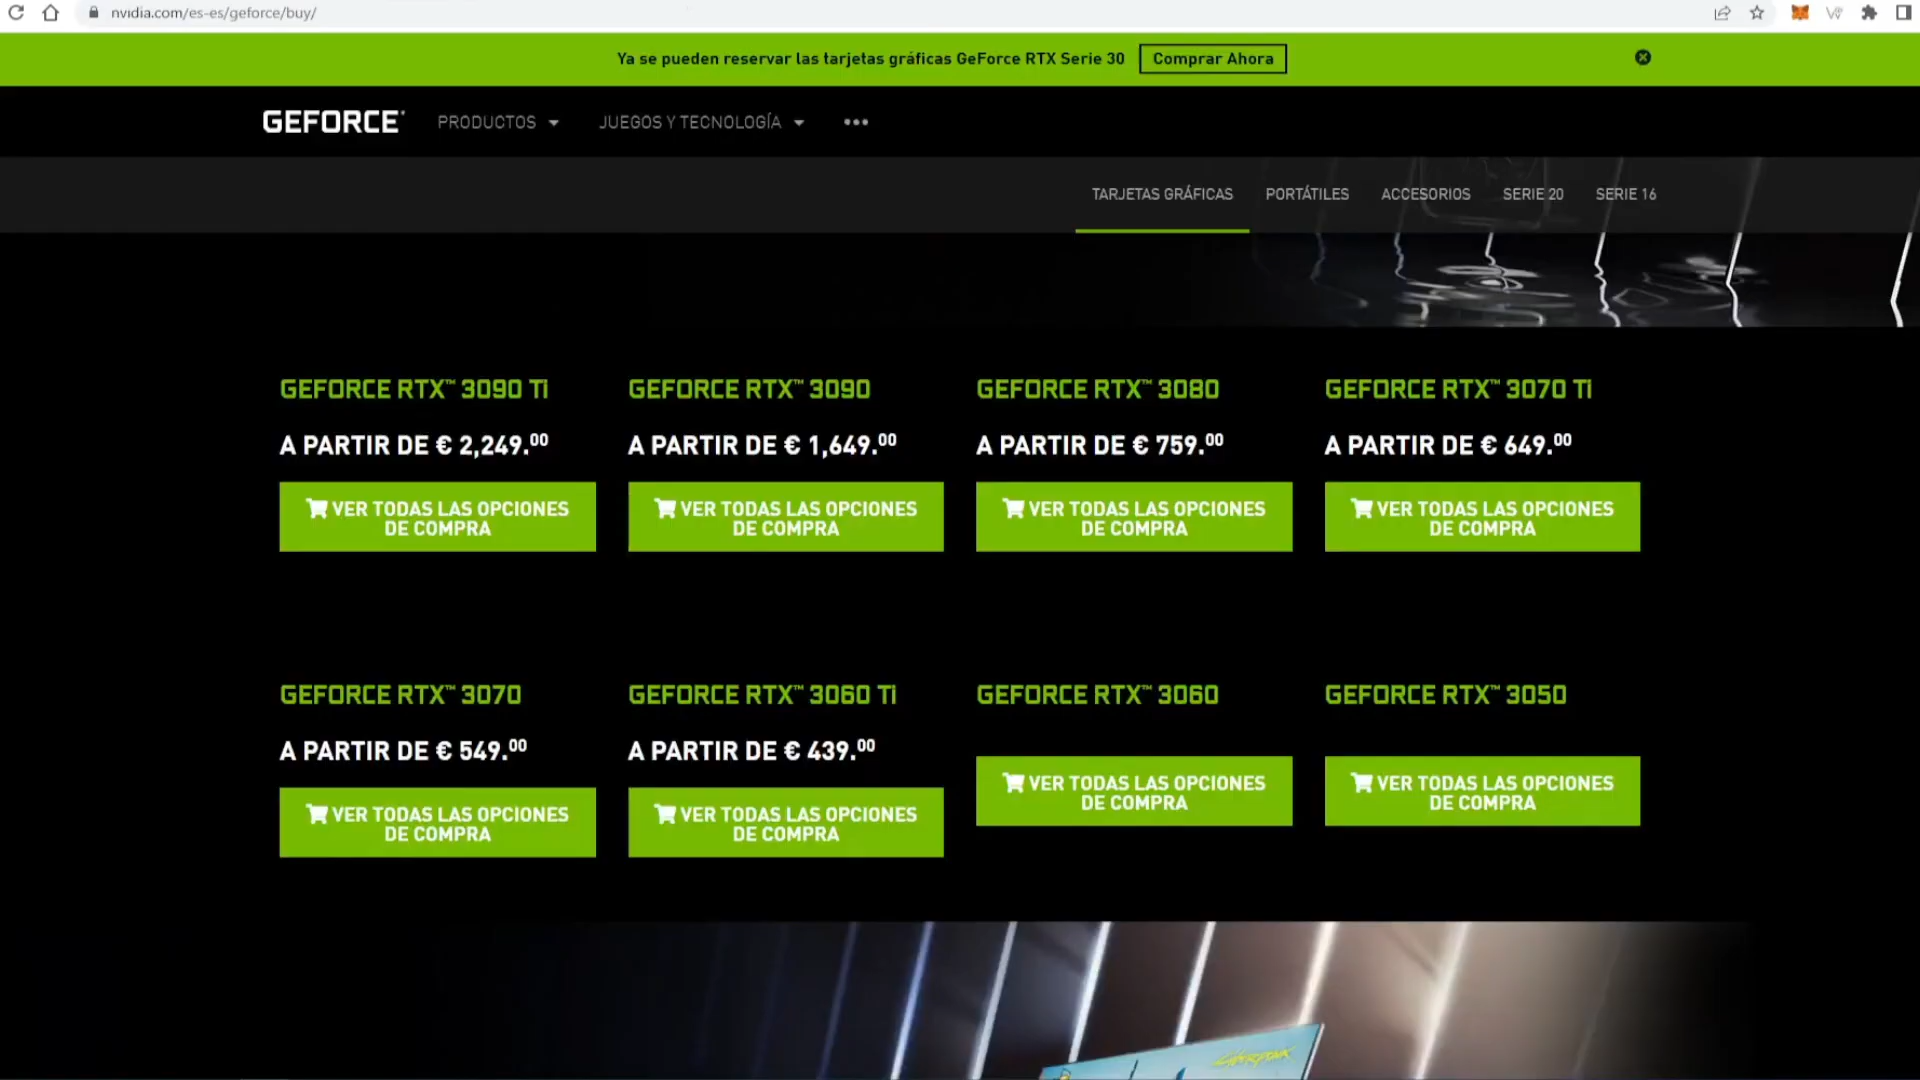 nvidia.com/es-es/geforce/buy/
Ya se pueden reservar las tarjetas gráficas GeForce RTX Serie 30 Comprar Ahora
GEFORCE PRODUCTOS JUEGOS Y TECNOLOGÍA
TARJETAS GRÁFICAS PORTÁTILES ACCESORIOS SERIE 20 SERIE 16
GEFORCE RTX™ 3090 Ti
A PARTIR DE € 2,249.00
VER TODAS LAS OPCIONES
DE COMPRA
GEFORCE RTX™ 3090
A PARTIR DE € 1,649.00
VER TODAS LAS OPCIONES
DE COMPRA
GEFORCE RTX™ 3080
A PARTIR DE € 759.00
VER TODAS LAS OPCIONES
DE COMPRA
GEFORCE RTX™ 3070 Ti
A PARTIR DE € 649.00
VER TODAS LAS OPCIONES
DE COMPRA
GEFORCE RTX™ 3070
A PARTIR DE € 549.00
VER TODAS LAS OPCIONES
DE COMPRA
GEFORCE RTX™ 3060 Ti
A PARTIR DE € 439.00
VER TODAS LAS OPCIONES
DE COMPRA
GEFORCE RTX™ 3060
VER TODAS LAS OPCIONES
DE COMPRA
GEFORCE RTX™ 3050
VER TODAS LAS OPCIONES
DE COMPRA